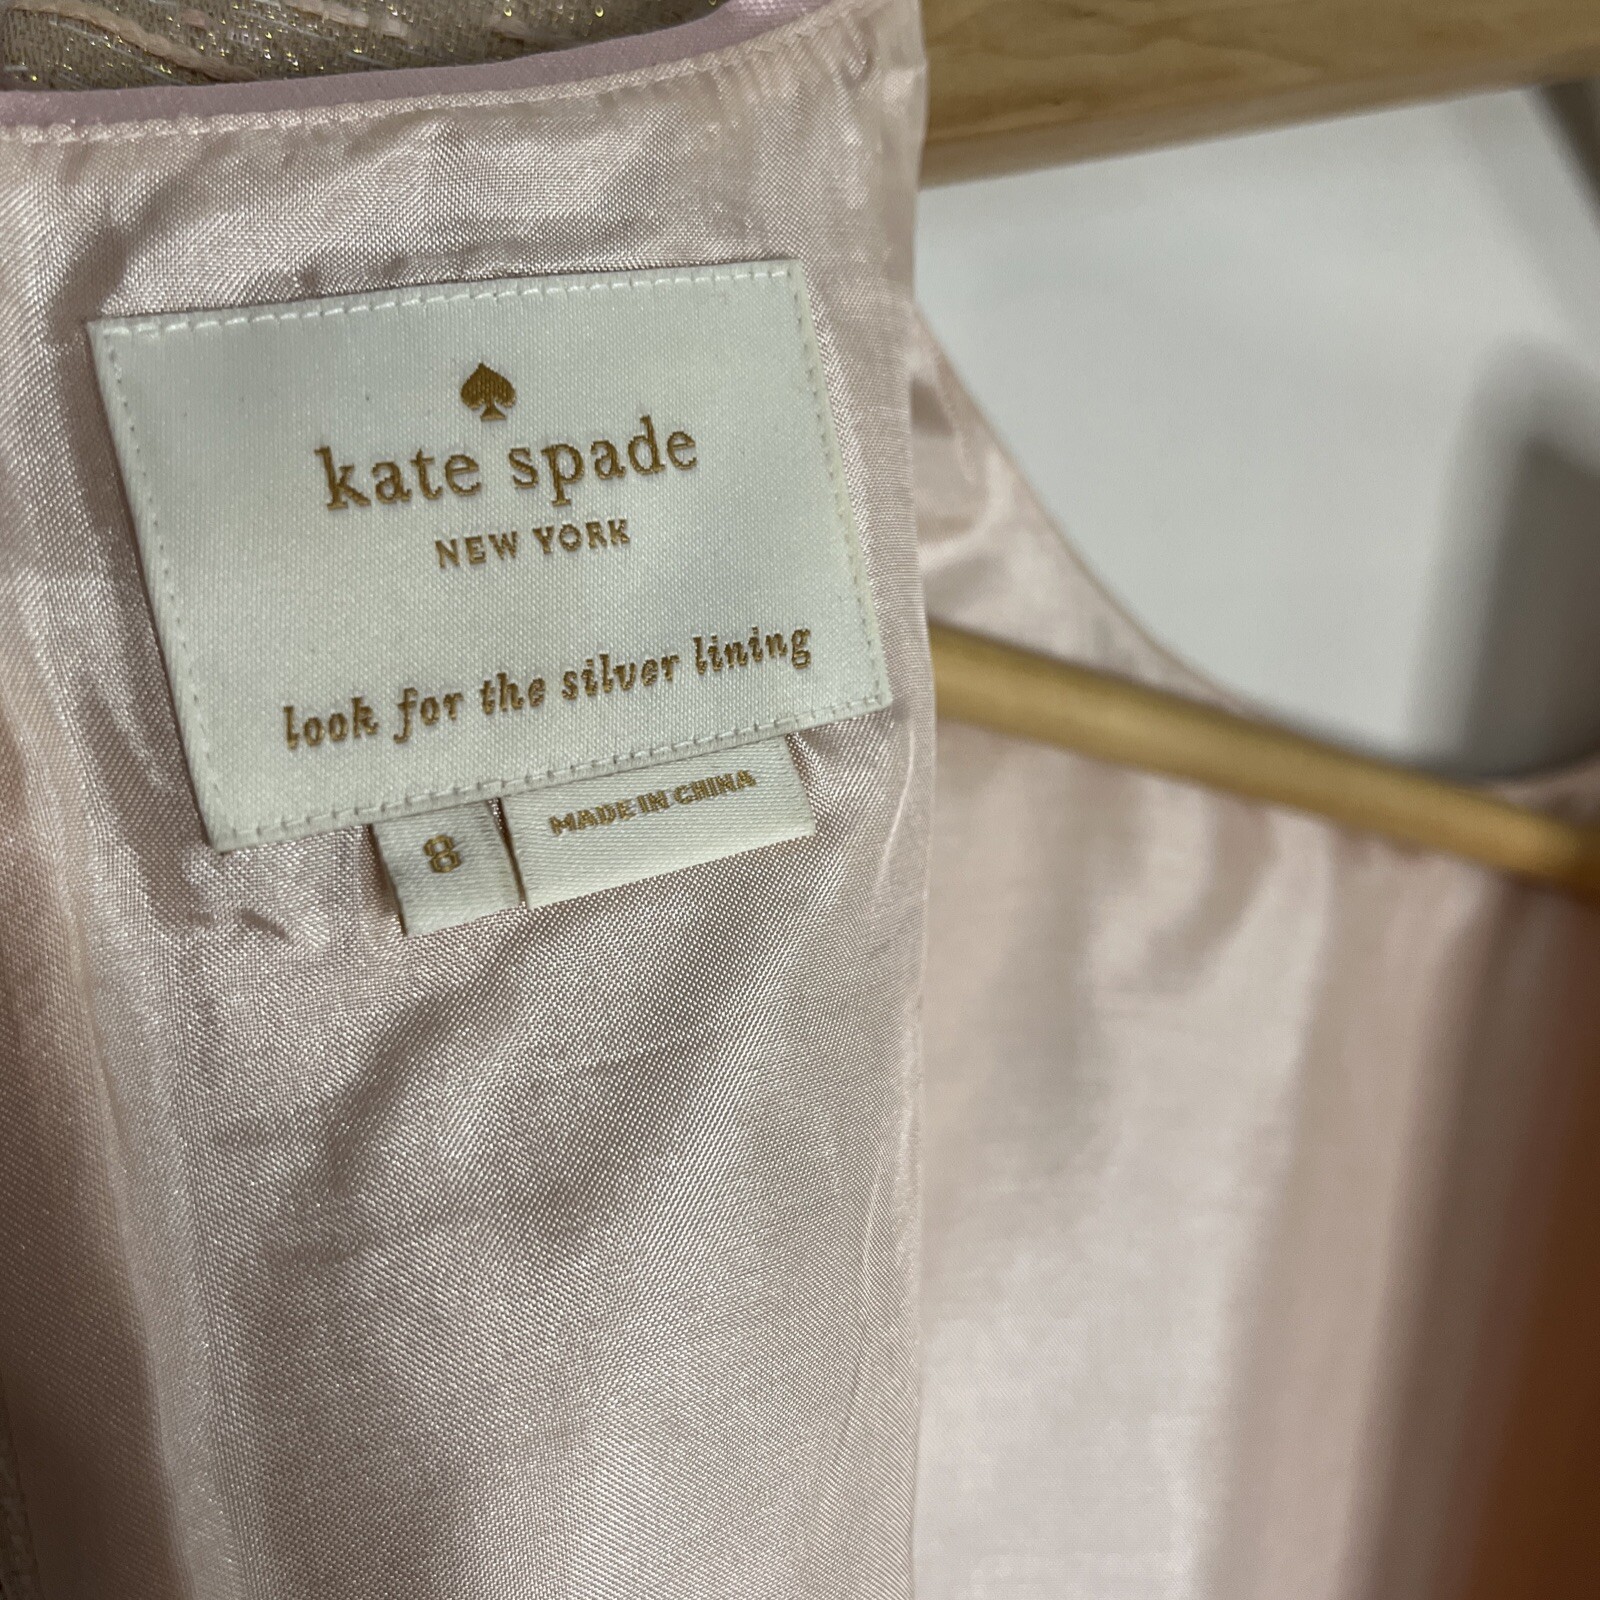 kate spade
NEW YORK
look for the silver lining
8
MADE IN CHINA